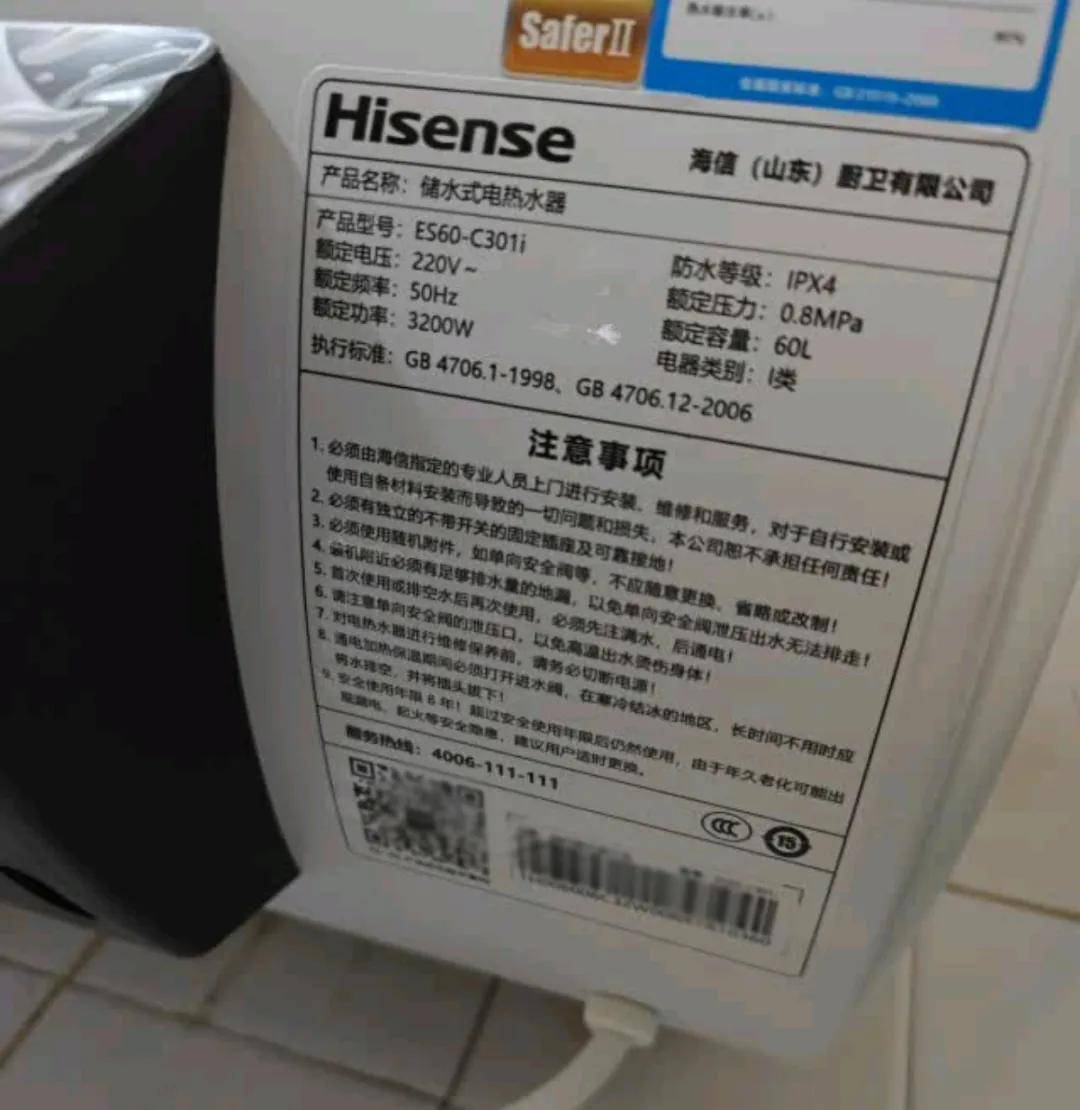 SaferⅡ
Hisense
海信（山东）厨卫有限公司
产品名称：储水式电热水器
产品型号：ES60-C301i
额定电压：220V~
额定频率：50Hz
额定功率：3200W
防水等级：IPX4
额定压力：0.8MPa
额定容量：60L
电器类别：I类
执行标准：GB 4706.1-1998、GB 4706.12-2006
注意事项
1. 必须由海信指定的专业人员上门进行安装、维修和服务，对于自行安装或
使用自备材料安装而导致的一切问题和损失，本公司恕不承担任何责任！
2. 必须有独立的不带开关的固定插座及可靠接地！
3. 必须使用随机附件，如单向安全阀等，不应随意更换、省略或改制！
4. 装机附近必须有足够排水量的地漏，以免单向安全阀泄压出水无法排走！
5. 首次使用或排空水后再次使用，必须先注满水，后通电！
6. 请注意单向安全阀的泄压口，以免高温出水烫伤身体！
7. 对电热水器进行维修保养前，请务必切断电源！
8. 通电加热保温期间必须打开进水阀，在寒冷结冰的地区，长时间不用时应
将水排空，并将插头拔下！
9. 安全使用年限8年！超过安全使用年限后仍然使用，由于年久老化可能出
现漏电、起火等安全隐患，建议用户适时更换。
服务热线：4006-111-111
CCC
15